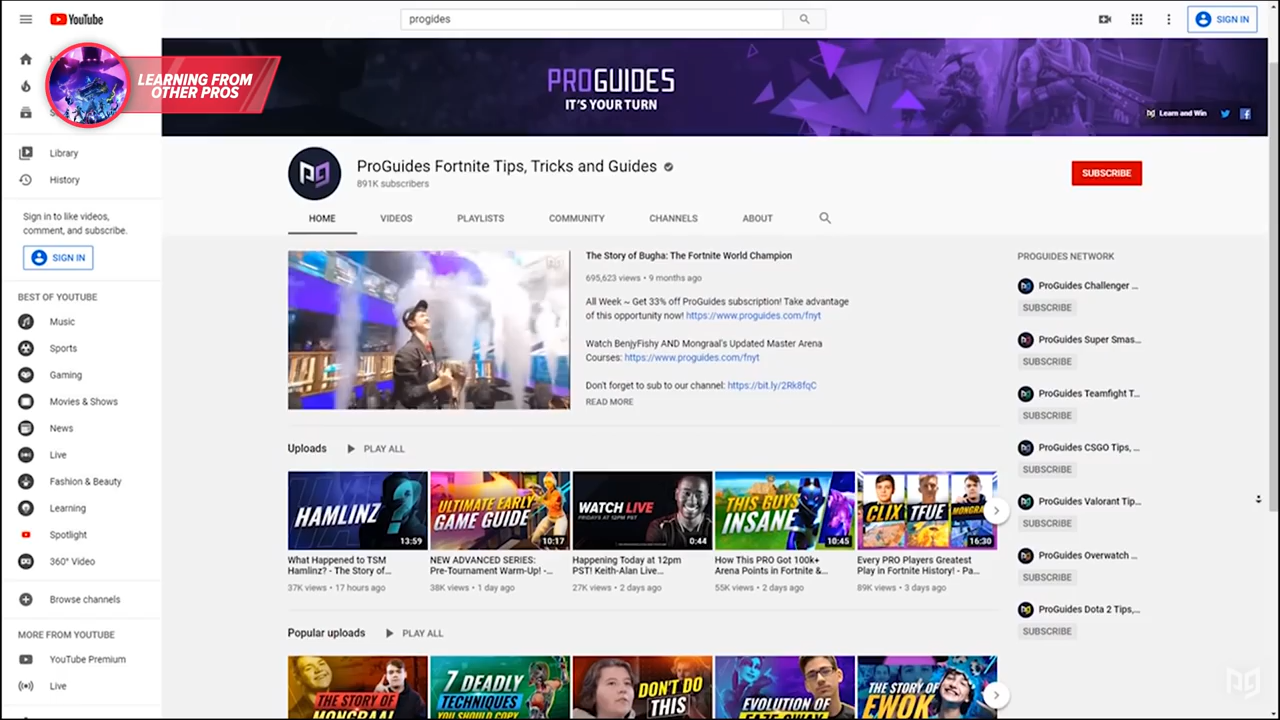 YouTube
progides
SIGN IN
LEARNING FROM
OTHER PROS
PROGUIDES
IT'S YOUR TURN
Learn and Win
Library
History
Sign in to like videos,
comment, and subscribe.
SIGN IN
BEST OF YOUTUBE
Music
Sports
Gaming
Movies & Shows
News
Live
Fashion & Beauty
Learning
Spotlight
360° Video
Browse channels
MORE FROM YOUTUBE
YouTube Premium
Live
ProGuides Fortnite Tips, Tricks and Guides
891K subscribers
SUBSCRIBE
HOME VIDEOS PLAYLISTS COMMUNITY CHANNELS ABOUT
The Story of Bugha: The Fortnite World Champion
695,623 views • 9 months ago
All Week ~ Get 33% off ProGuides subscription! Take advantage
of this opportunity now! https://www.proguides.com/fnyt
Watch BenjyFishy AND Mongraal's Updated Master Arena
Courses: https://www.proguides.com/fnyt
Don't forget to sub to our channel: https://bit.ly/2Rk8fqC
READ MORE
Uploads PLAY ALL
HAMLINZ ?
13:59
What Happened to TSM
Hamlinz? - The Story of...
37K views • 17 hours ago
ULTIMATE EARLY
GAME GUIDE
10:17
NEW ADVANCED SERIES:
Pre-Tournament Warm-Up! -...
38K views • 1 day ago
WATCH LIVE
FRIDAYS AT 12PM PST
0:44
Happening Today at 12pm
PST! Keith-Alan Live...
27K views • 2 days ago
THIS GUYS
INSANE
10:45
How This PRO Got 100k+
Arena Points in Fortnite &...
55K views • 2 days ago
CLIX TFUE MONGRAAL
16:30
Every PRO Players Greatest
Play in Fortnite History! - Pa...
89K views • 3 days ago
Popular uploads PLAY ALL
THE STORY OF
MONGRAAL
7 DEADLY
TECHNIQUES
YOU SHOULD COPY
DON'T DO
THIS
EVOLUTION OF
THE STORY OF
EWOK
PROGUIDES NETWORK
ProGuides Challenger ...
SUBSCRIBE
ProGuides Super Smas...
SUBSCRIBE
ProGuides Teamfight T...
SUBSCRIBE
ProGuides CSGO Tips, ...
SUBSCRIBE
ProGuides Valorant Tip...
SUBSCRIBE
ProGuides Overwatch ...
SUBSCRIBE
ProGuides Dota 2 Tips,...
SUBSCRIBE